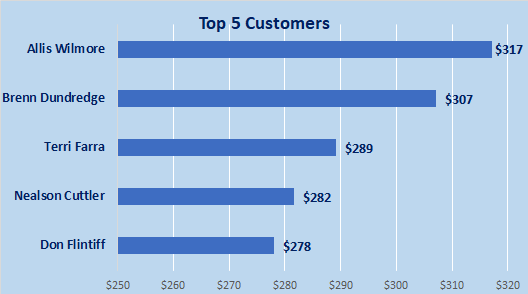 Top 5 Customers
Allis Wilmore $317
Brenn Dundredge $307
Terri Farra $289
Nealson Cuttler $282
Don Flintiff $278
$250 $260 $270 $280 $290 $300 $310 $320